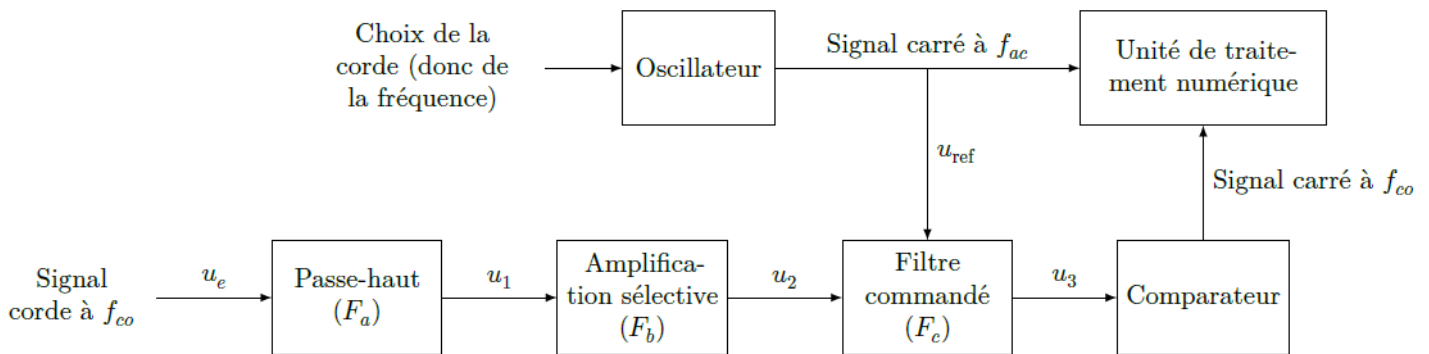 Choix de la
corde (donc de
la fréquence)
Oscillateur
Signal carré à f_ac
Unité de traite-
ment numérique
u_ref
Signal carré à f_co
Signal
corde à f_co
u_e
Passe-haut
(F_a)
u_1
Amplifica-
tion sélective
(F_b)
u_2
Filtre
commandé
(F_c)
u_3
Comparateur